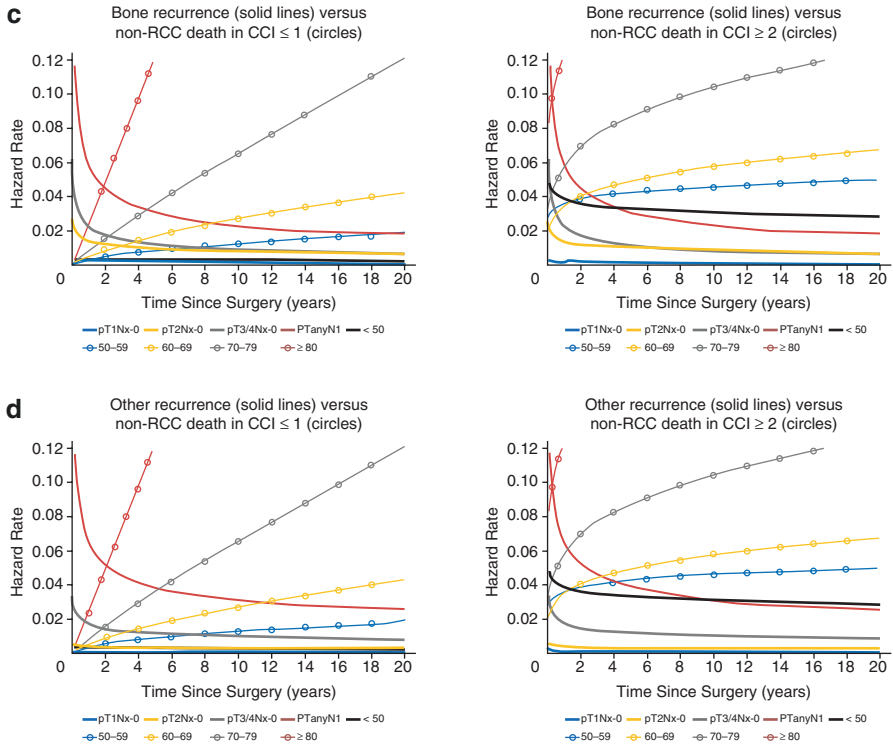 c
Bone recurrence (solid lines) versus
non-RCC death in CCI ≤ 1 (circles)
0.12
0.10
0.08
0.06
0.04
0.02
0 2 4 6 8 10 12 14 16 18 20
Hazard Rate
Time Since Surgery (years)
pT1Nx-0 pT2Nx-0 pT3/4Nx-0 PTanyN1 < 50
50–59 60–69 70–79 ≥ 80
Bone recurrence (solid lines) versus
non-RCC death in CCI ≥ 2 (circles)
0.12
0.10
0.08
0.06
0.04
0.02
0 2 4 6 8 10 12 14 16 18 20
Hazard Rate
Time Since Surgery (years)
pT1Nx-0 pT2Nx-0 pT3/4Nx-0 PTanyN1 < 50
50–59 60–69 70–79 ≥ 80
d
Other recurrence (solid lines) versus
non-RCC death in CCI ≤ 1 (circles)
0.12
0.10
0.08
0.06
0.04
0.02
0 2 4 6 8 10 12 14 16 18 20
Hazard Rate
Time Since Surgery (years)
pT1Nx-0 pT2Nx-0 pT3/4Nx-0 PTanyN1 < 50
50–59 60–69 70–79 ≥ 80
Other recurrence (solid lines) versus
non-RCC death in CCI ≥ 2 (circles)
0.12
0.10
0.08
0.06
0.04
0.02
0 2 4 6 8 10 12 14 16 18 20
Hazard Rate
Time Since Surgery (years)
pT1Nx-0 pT2Nx-0 pT3/4Nx-0 PTanyN1 < 50
50–59 60–69 70–79 ≥ 80